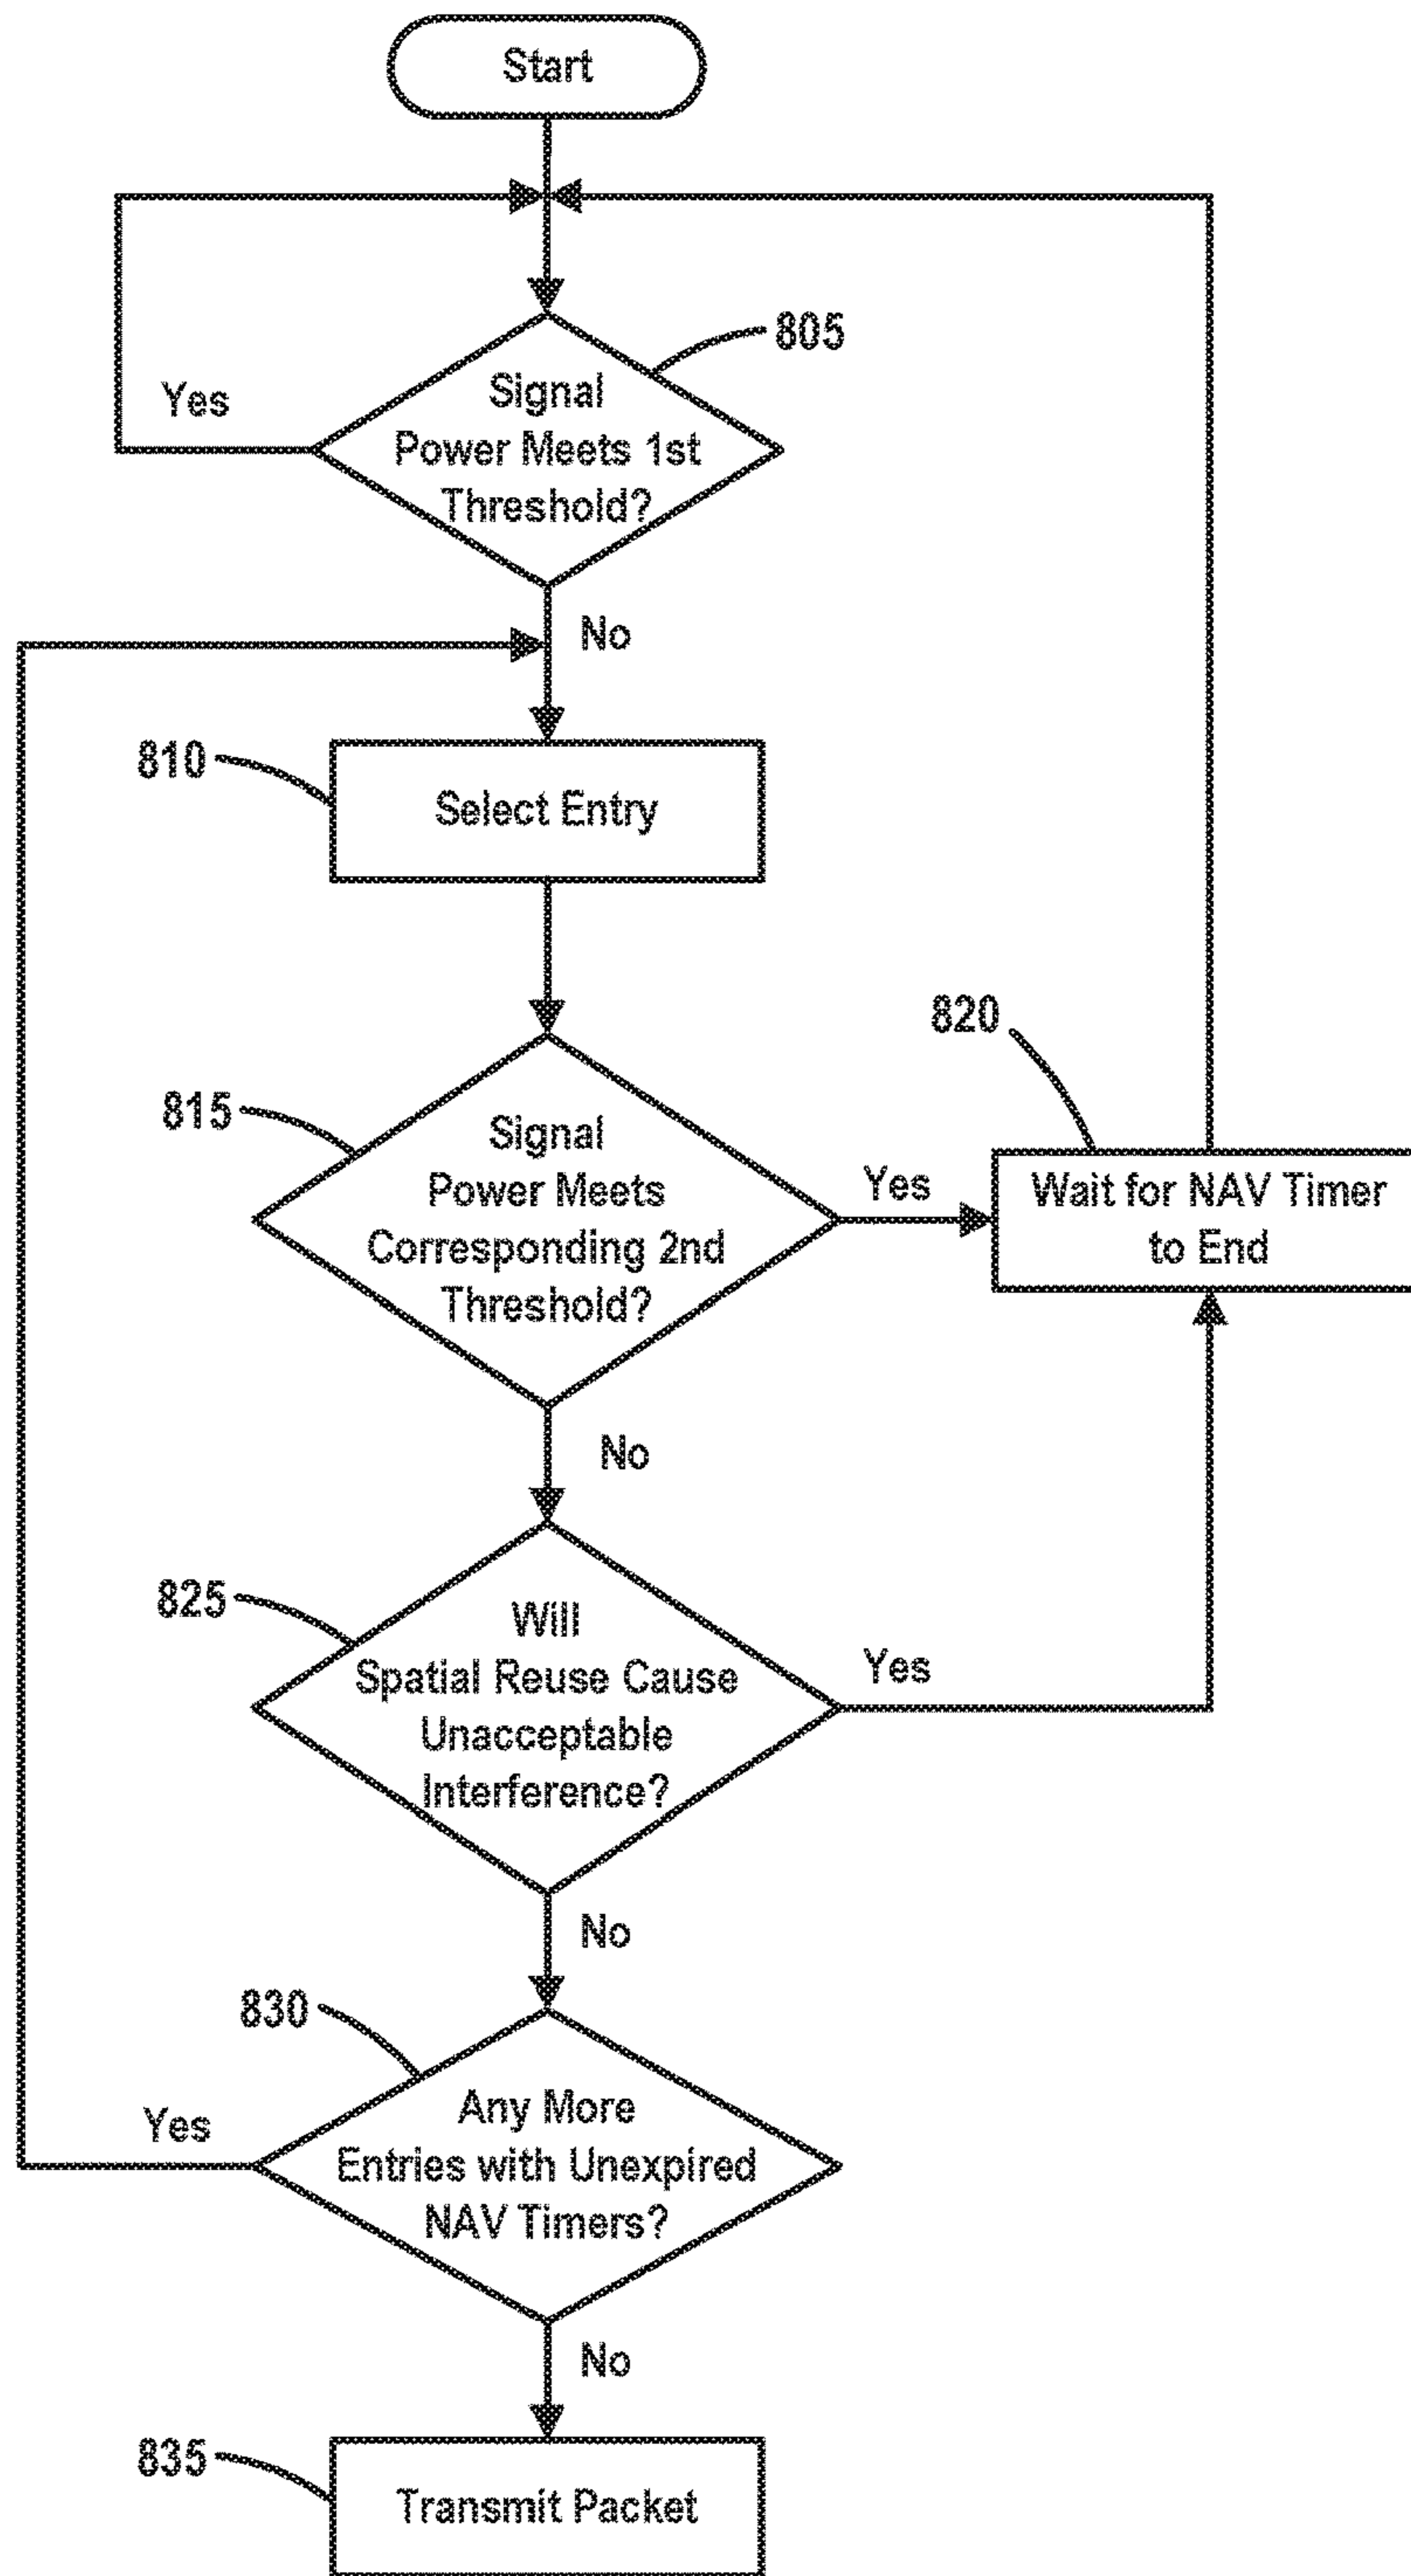 Start
805
Yes
Signal
Power Meets 1st
Threshold?
No
810
Select Entry
820
815
Signal
Power Meets
Corresponding 2nd
Threshold?
Yes
Wait for NAV Timer
to End
No
825
Will
Spatial Reuse Cause
Unacceptable
Interference?
Yes
No
830
Yes
Any More
Entries with Unexpired
NAV Timers?
No
835
Transmit Packet